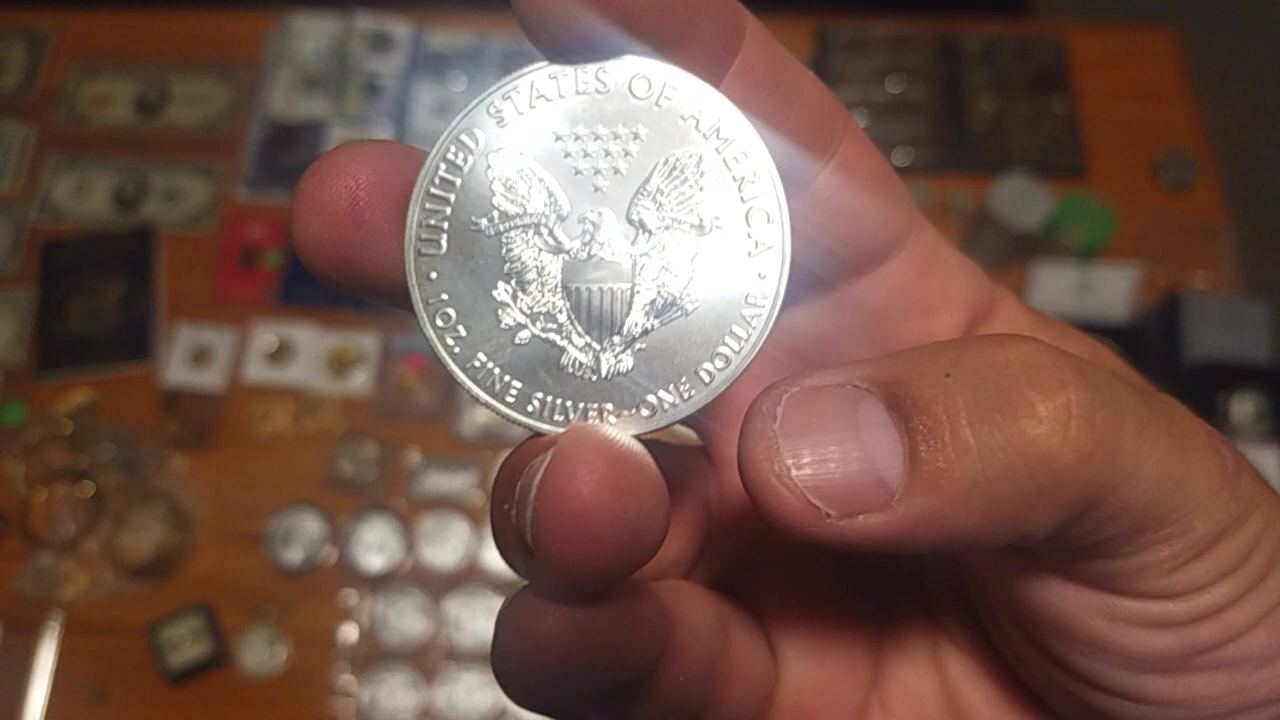 UNITED STATES OF AMERICA
· 1 OZ. FINE SILVER~ONE DOLLAR ·